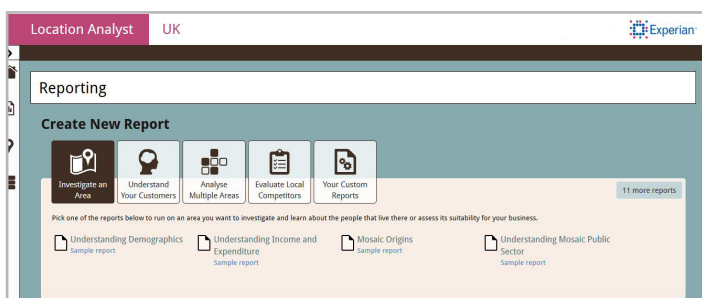 Location Analyst UK
Experian
Reporting
Create New Report
Investigate an
Area
Understand
Your Customers
Analyse
Multiple Areas
Evaluate Local
Competitors
Your Custom
Reports
11 more reports
Pick one of the reports below to run on an area you want to investigate and learn about the people that live there or assess its suitability for your business.
Understanding Demographics
Sample report
Understanding Income and
Expenditure
Sample report
Mosaic Origins
Sample report
Understanding Mosaic Public
Sector
Sample report